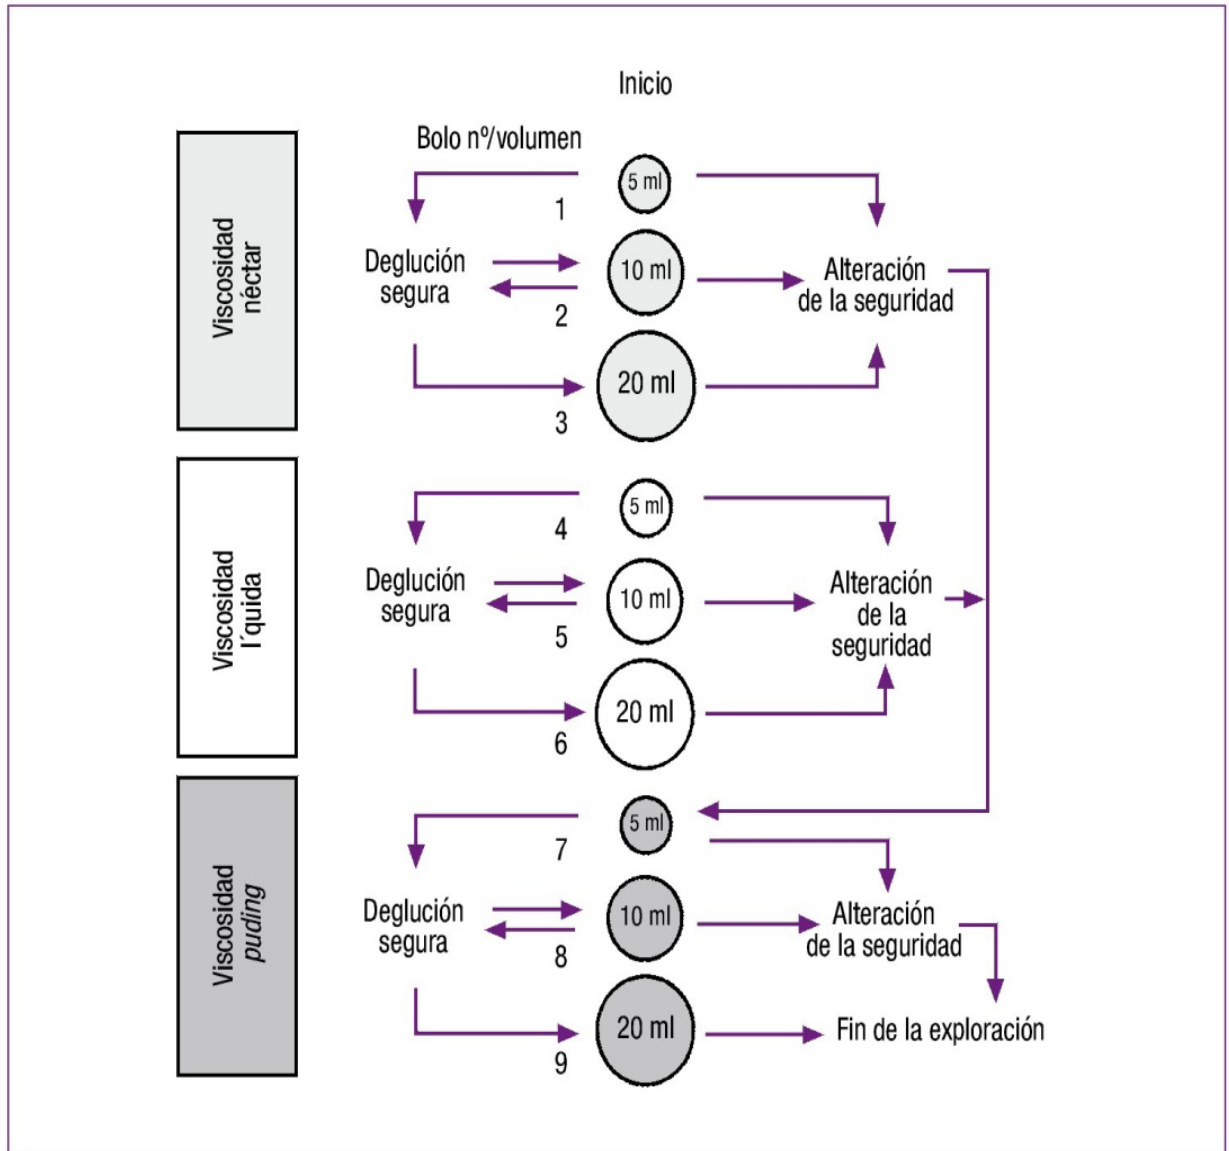 Inicio
Bolo nº/volumen
Viscosidad
néctar
5 ml
1
Deglución
segura
10 ml
2
Alteración
de la seguridad
20 ml
3
Viscosidad
l´quida
5 ml
4
Deglución
segura
10 ml
5
Alteración
de la
seguridad
20 ml
6
Viscosidad
puding
5 ml
7
Deglución
segura
10 ml
8
Alteración
de la seguridad
20 ml
9
Fin de la exploración